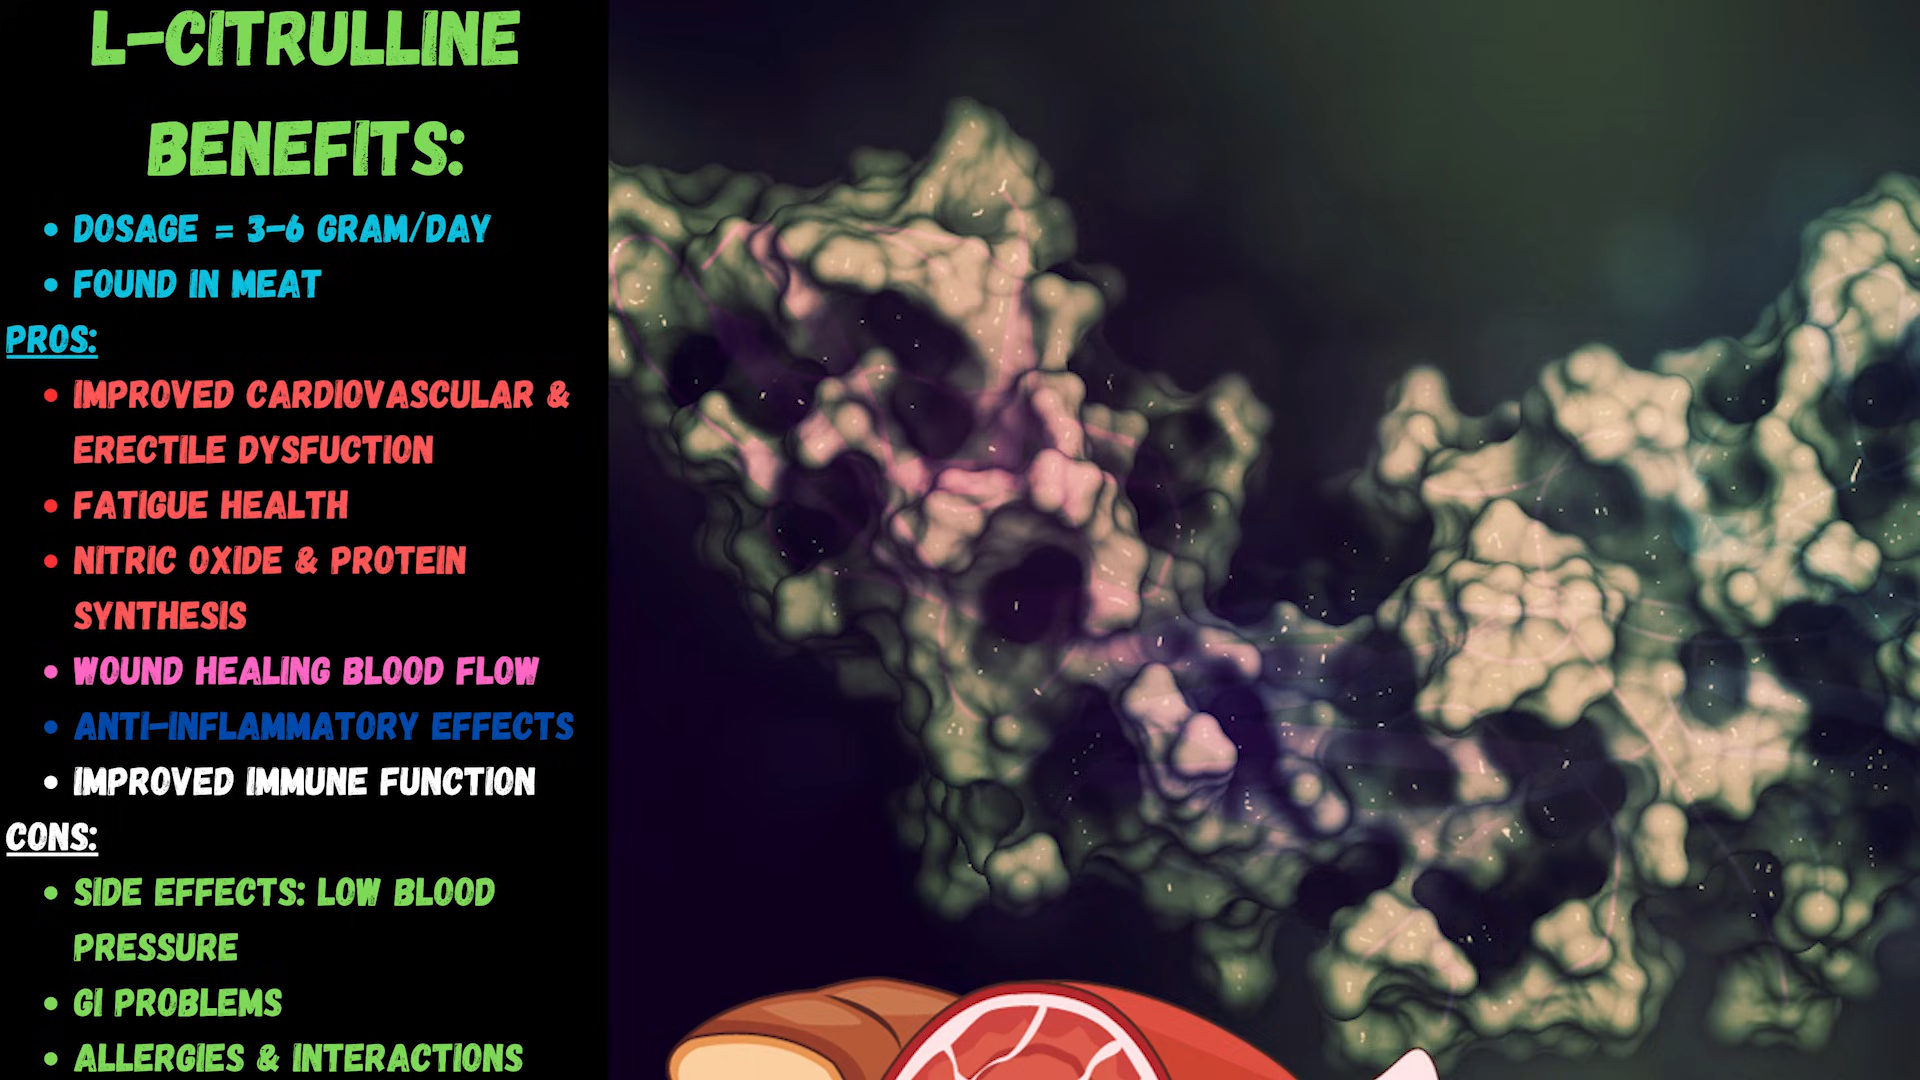 L-CITRULLINE
BENEFITS:
• DOSAGE = 3-6 GRAM/DAY
• FOUND IN MEAT
PROS:
• IMPROVED CARDIOVASCULAR &
ERECTILE DYSFUCTION
• FATIGUE HEALTH
• NITRIC OXIDE & PROTEIN
SYNTHESIS
• WOUND HEALING BLOOD FLOW
• ANTI-INFLAMMATORY EFFECTS
• IMPROVED IMMUNE FUNCTION
CONS:
• SIDE EFFECTS: LOW BLOOD
PRESSURE
• GI PROBLEMS
• ALLERGIES & INTERACTIONS